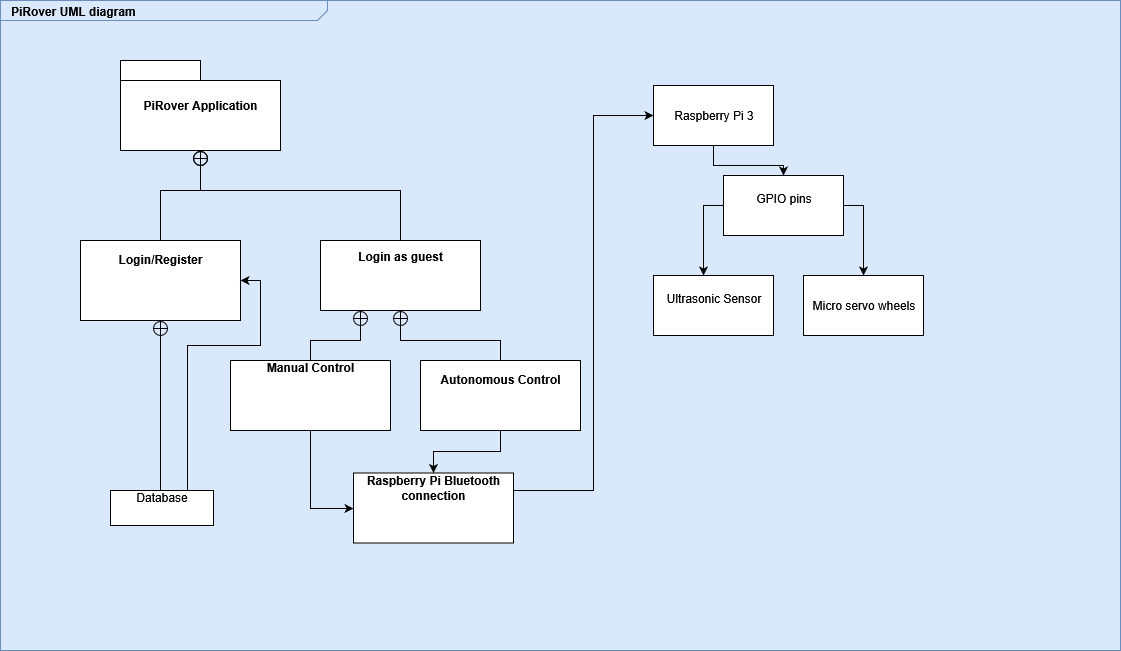 PiRover UML diagram
PiRover Application
Raspberry Pi 3
GPIO pins
Login/Register
Login as guest
Ultrasonic Sensor
Micro servo wheels
Manual Control
Autonomous Control
Raspberry Pi Bluetooth
connection
Database